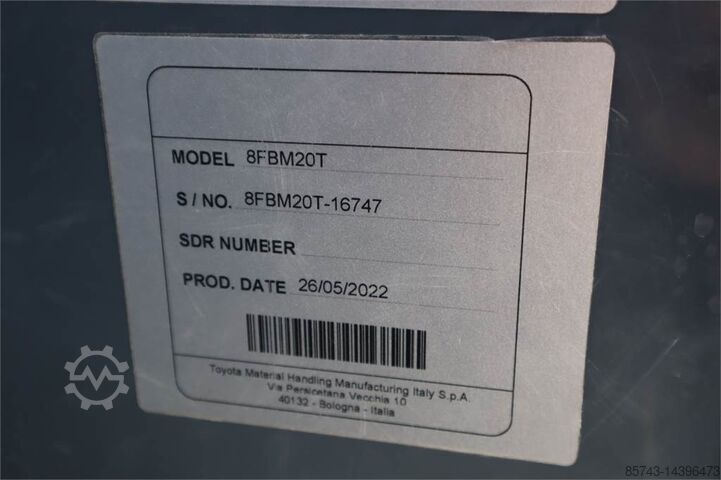 MODEL 8FBM20T
S / NO. 8FBM20T-16747
SDR NUMBER
PROD. DATE 26/05/2022
Toyota Material Handling Manufacturing Italy S.p.A.
Via Persicetana Vecchia 10
40132 - Bologna - Italia
85743-14396473